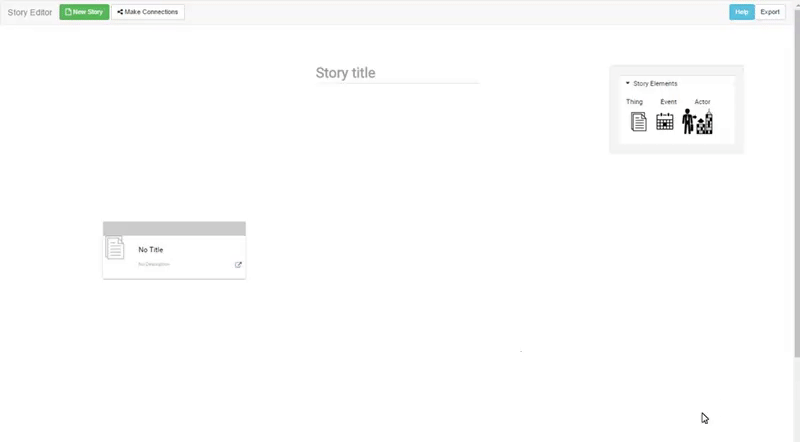 Story Editor New Story Make Connections Help Export
Story title
Story Elements
Thing Event Actor
No Title
No Description